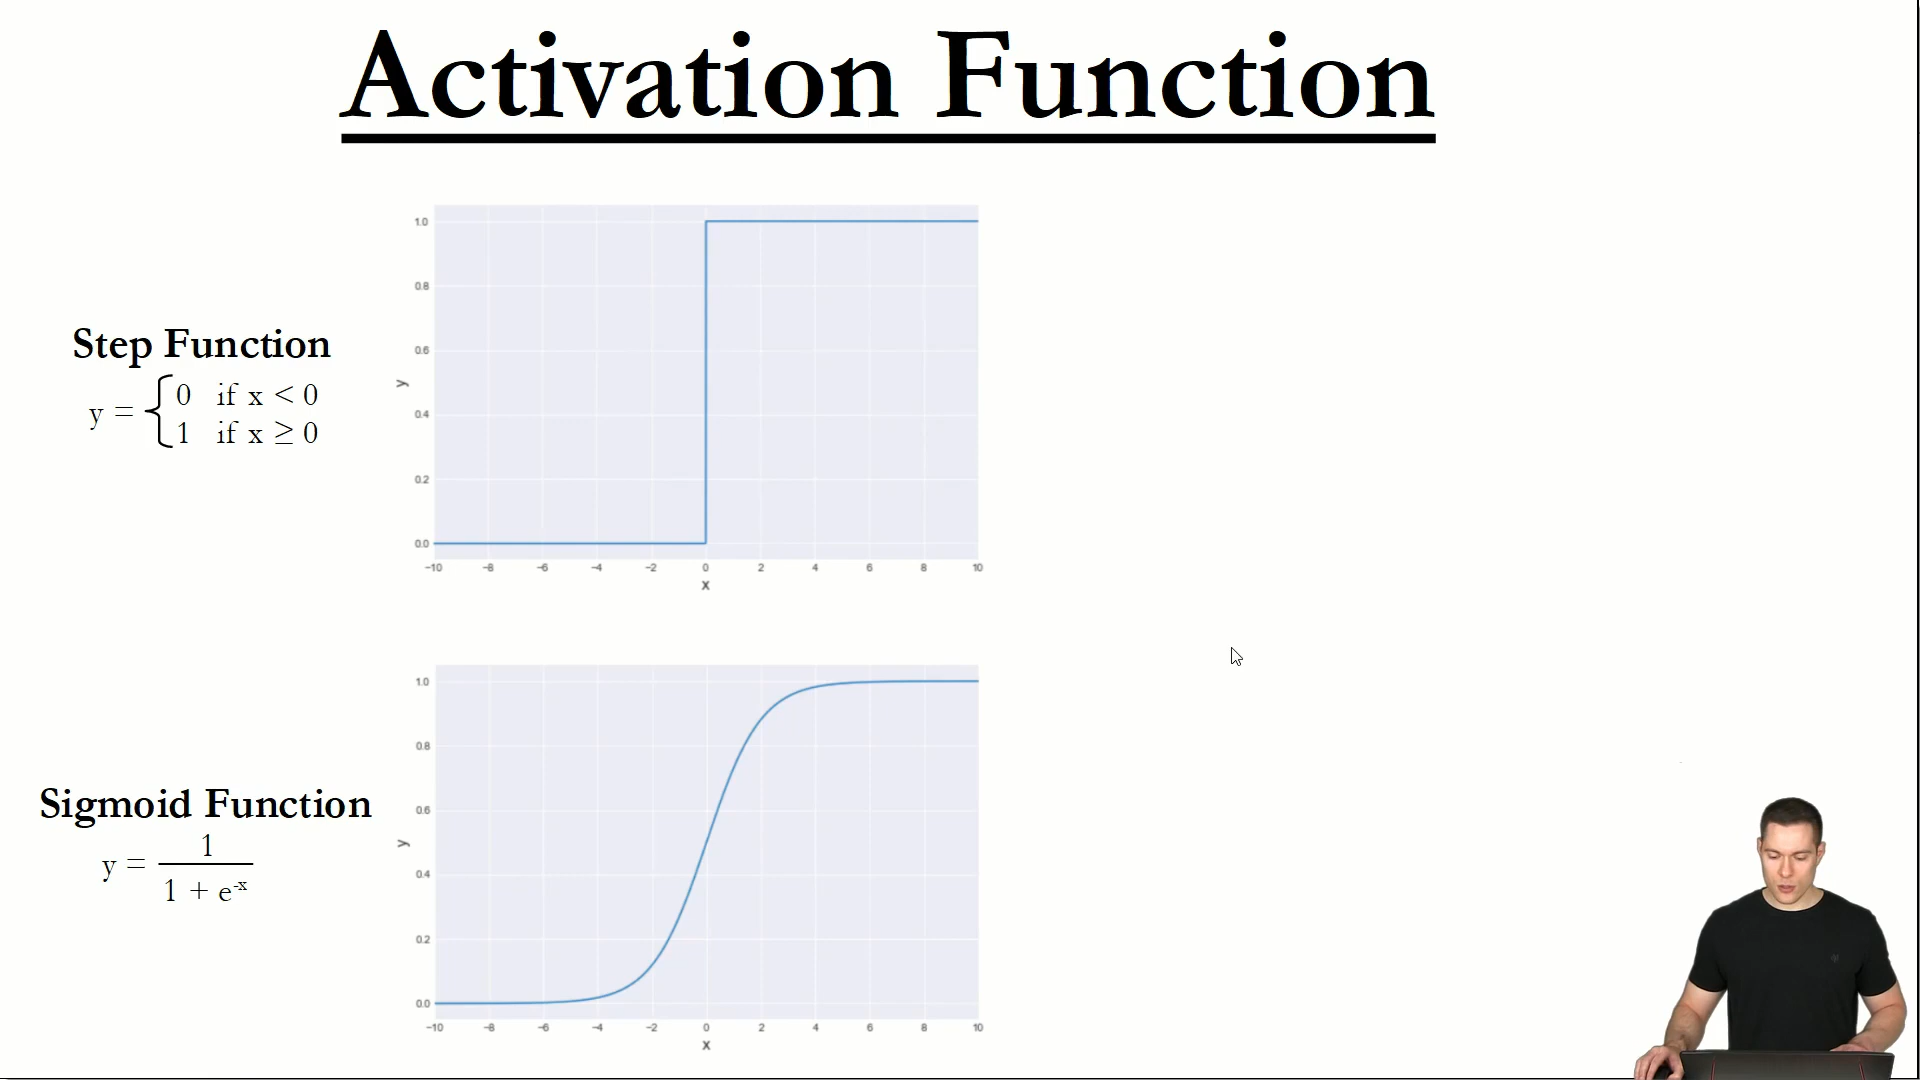 Activation Function
Step Function
y = { 0 if x < 0
1 if x ≥ 0
1.0
0.8
0.6
0.4
0.2
0.0
y
−10 −8 −6 −4 −2 0 2 4 6 8 10
x
Sigmoid Function
y = 1
1 + e⁻ˣ
1.0
0.8
0.6
0.4
0.2
0.0
y
−10 −8 −6 −4 −2 0 2 4 6 8 10
x